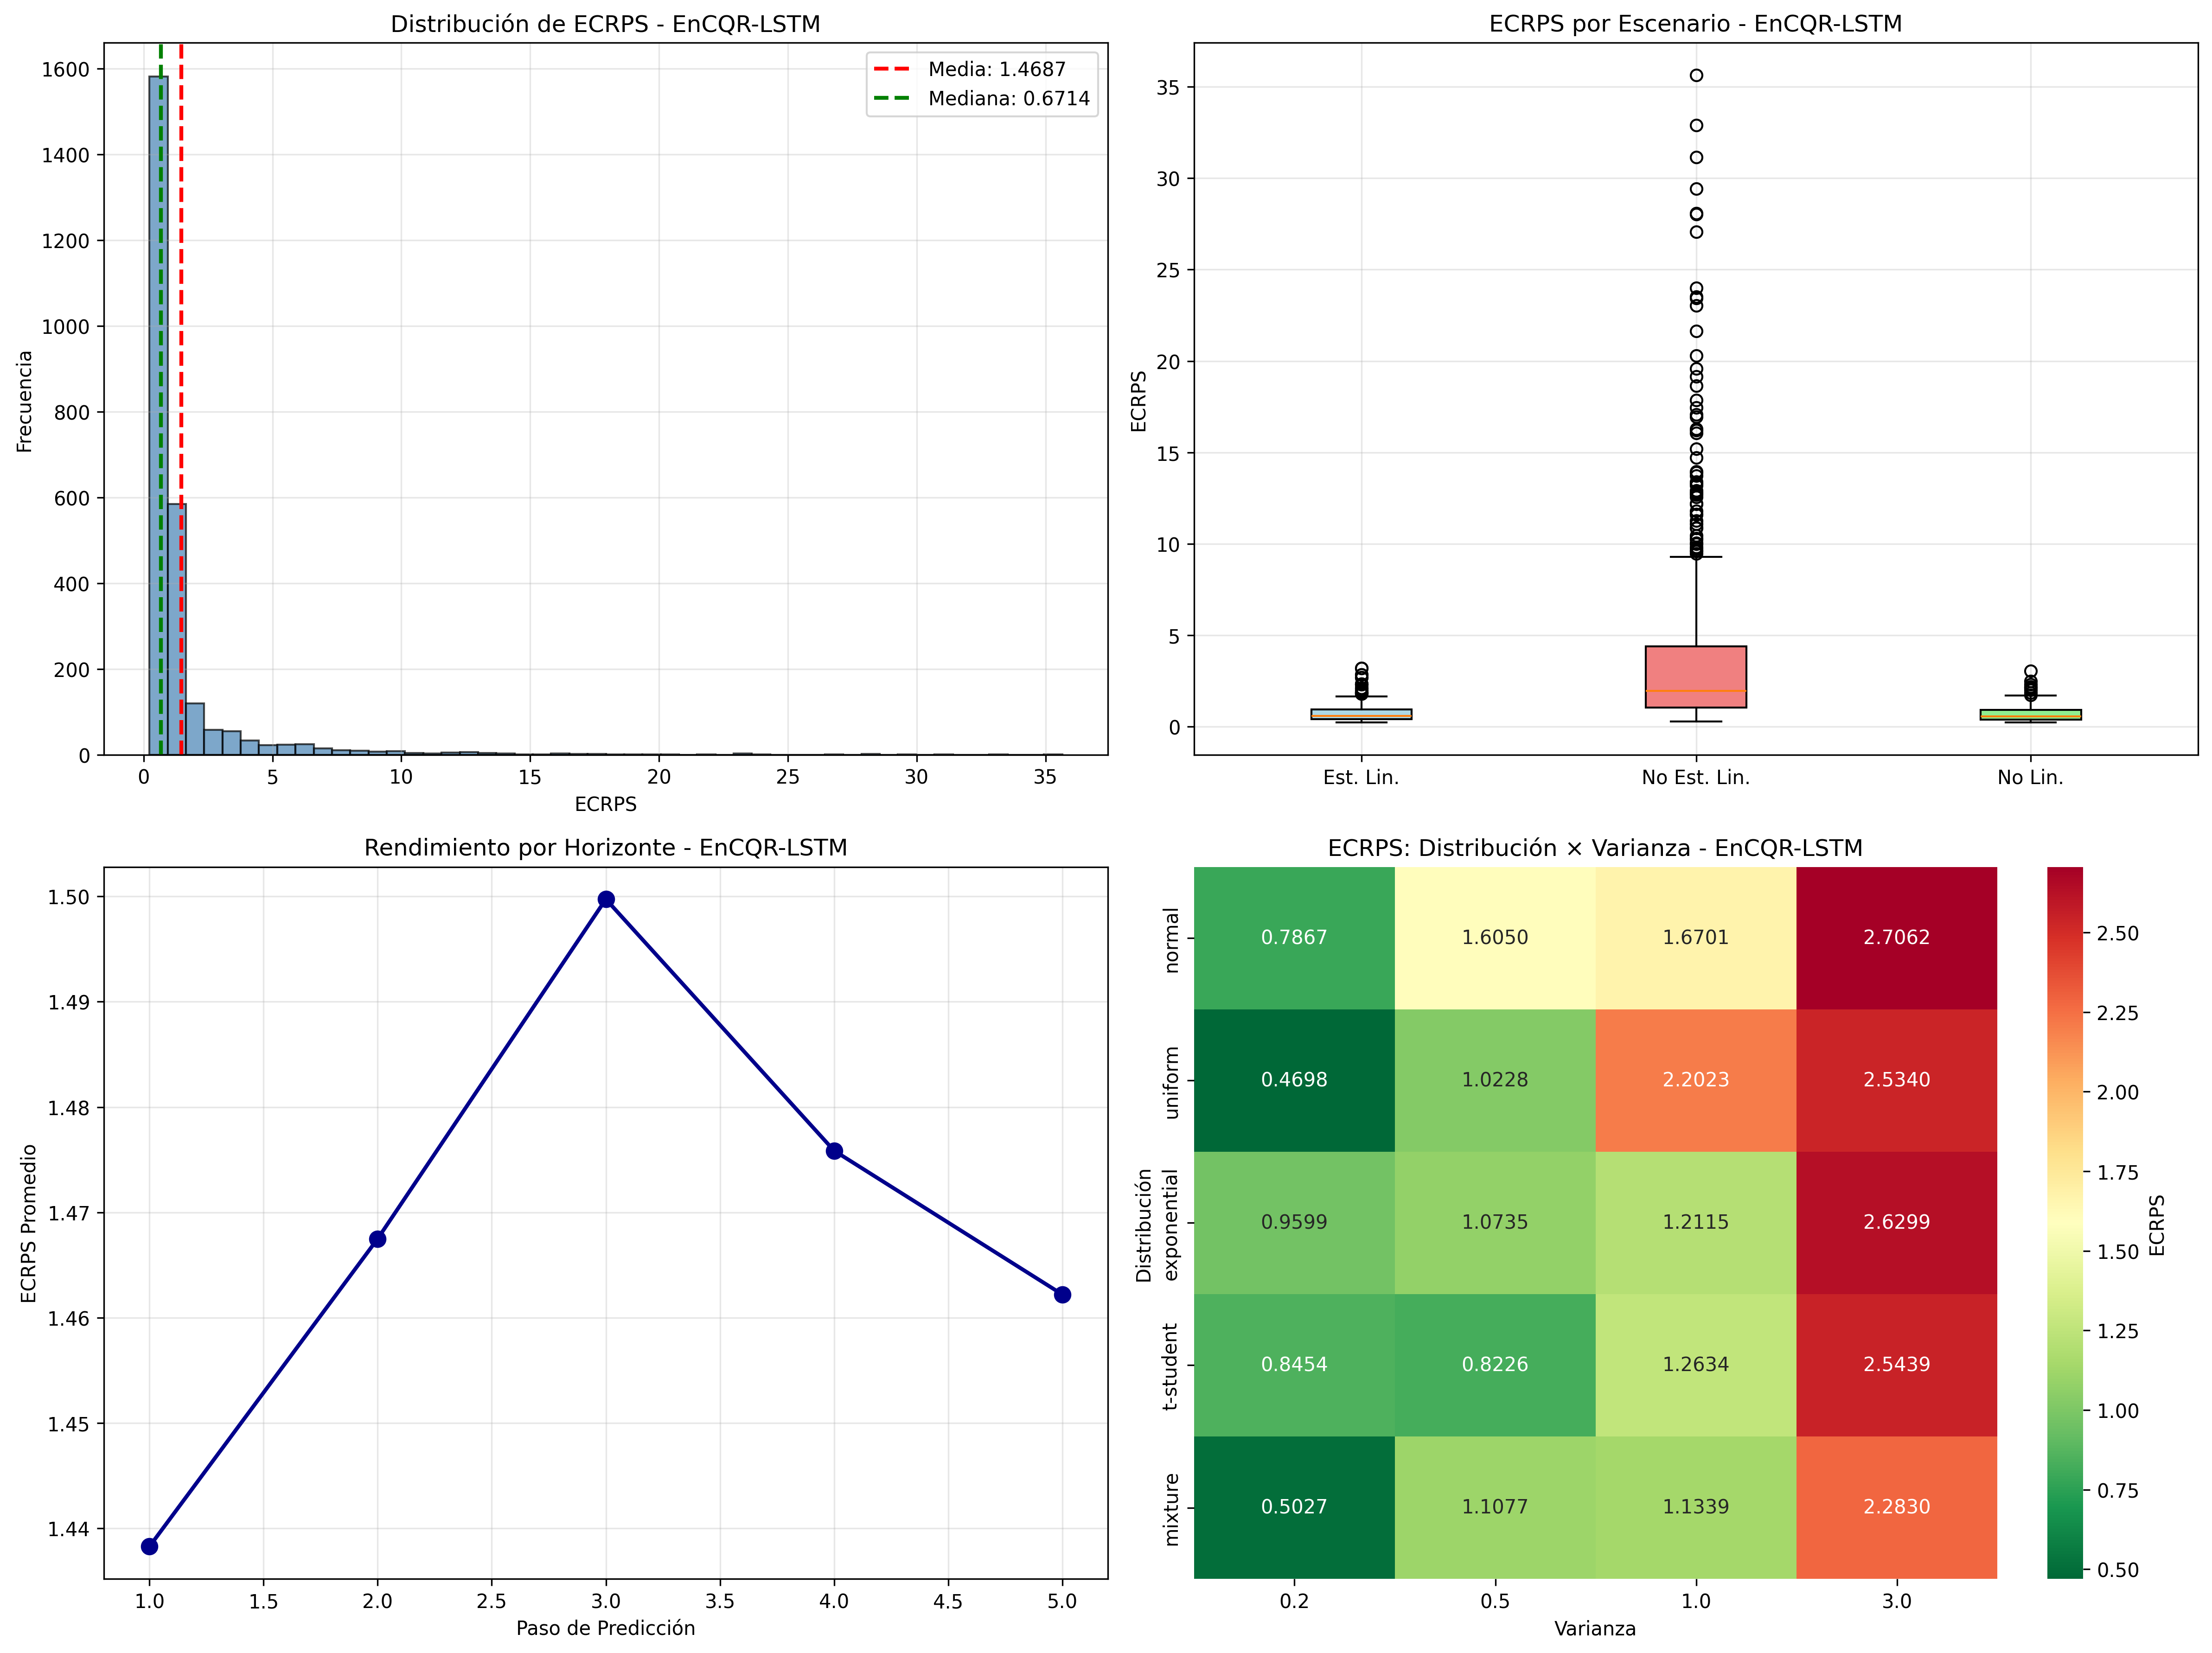 Distribución de ECRPS - EnCQR-LSTM
Media: 1.4687
Mediana: 0.6714
1600
1400
1200
1000
800
600
400
200
0
Frecuencia
0 5 10 15 20 25 30 35
ECRPS
ECRPS por Escenario - EnCQR-LSTM
35
30
25
20
15
10
5
0
ECRPS
Est. Lin. No Est. Lin. No Lin.
Rendimiento por Horizonte - EnCQR-LSTM
1.50
1.49
1.48
1.47
1.46
1.45
1.44
ECRPS Promedio
1.0 1.5 2.0 2.5 3.0 3.5 4.0 4.5 5.0
Paso de Predicción
ECRPS: Distribución × Varianza - EnCQR-LSTM
Distribución
normal 0.7867 1.6050 1.6701 2.7062
uniform 0.4698 1.0228 2.2023 2.5340
exponential 0.9599 1.0735 1.2115 2.6299
t-student 0.8454 0.8226 1.2634 2.5439
mixture 0.5027 1.1077 1.1339 2.2830
0.2 0.5 1.0 3.0
Varianza
2.50
2.25
2.00
1.75
1.50
1.25
1.00
0.75
0.50
ECRPS